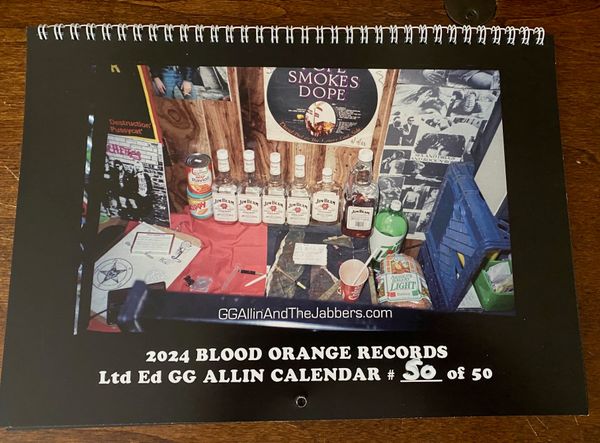 POPE
SMOKES
DOPE
Destruction
Pussycat
JIM BEAM
JIM BEAM
JIM BEAM
JIM BEAM
JIM BEAM
JIM BEAM
LIGHT
GGAllinAndTheJabbers.com
2024 BLOOD ORANGE RECORDS
Ltd Ed GG ALLIN CALENDAR # 50 of 50